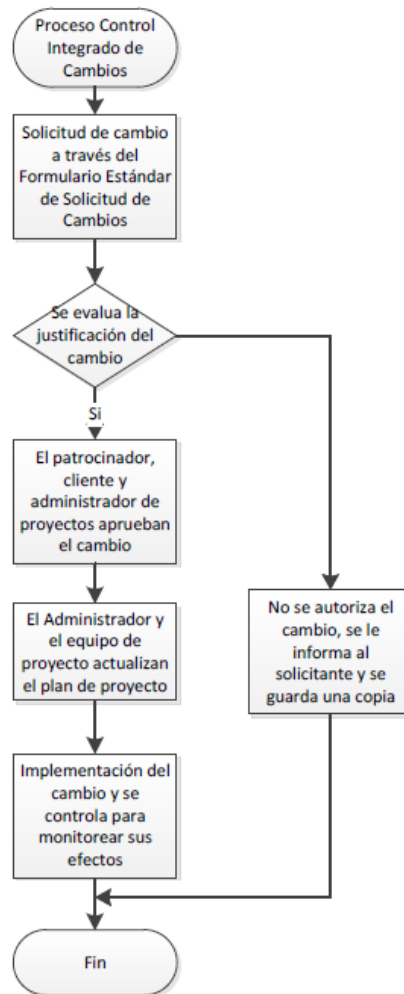 Proceso Control
Integrado de
Cambios
Solicitud de cambio
a través del
Formulario Estándar
de Solicitud de
Cambios
Se evalua la
justificación del
cambio
Si
El patrocinador,
cliente y
administrador de
proyectos aprueban
el cambio
El Administrador y
el equipo de
proyecto actualizan
el plan de proyecto
No se autoriza el
cambio, se le
informa al
solicitante y se
guarda una copia
Implementación del
cambio y se
controla para
monitorear sus
efectos
Fin